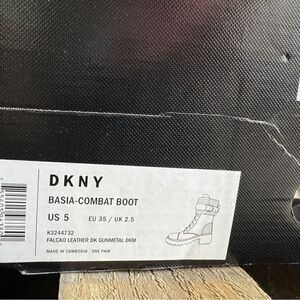 DKNY
BASIA-COMBAT BOOT
US 5 EU 35 / UK 2.5
K3244732
FALCAO LEATHER DK GUNMETAL DKM
MADE IN CAMBODIA . ONE PAIR